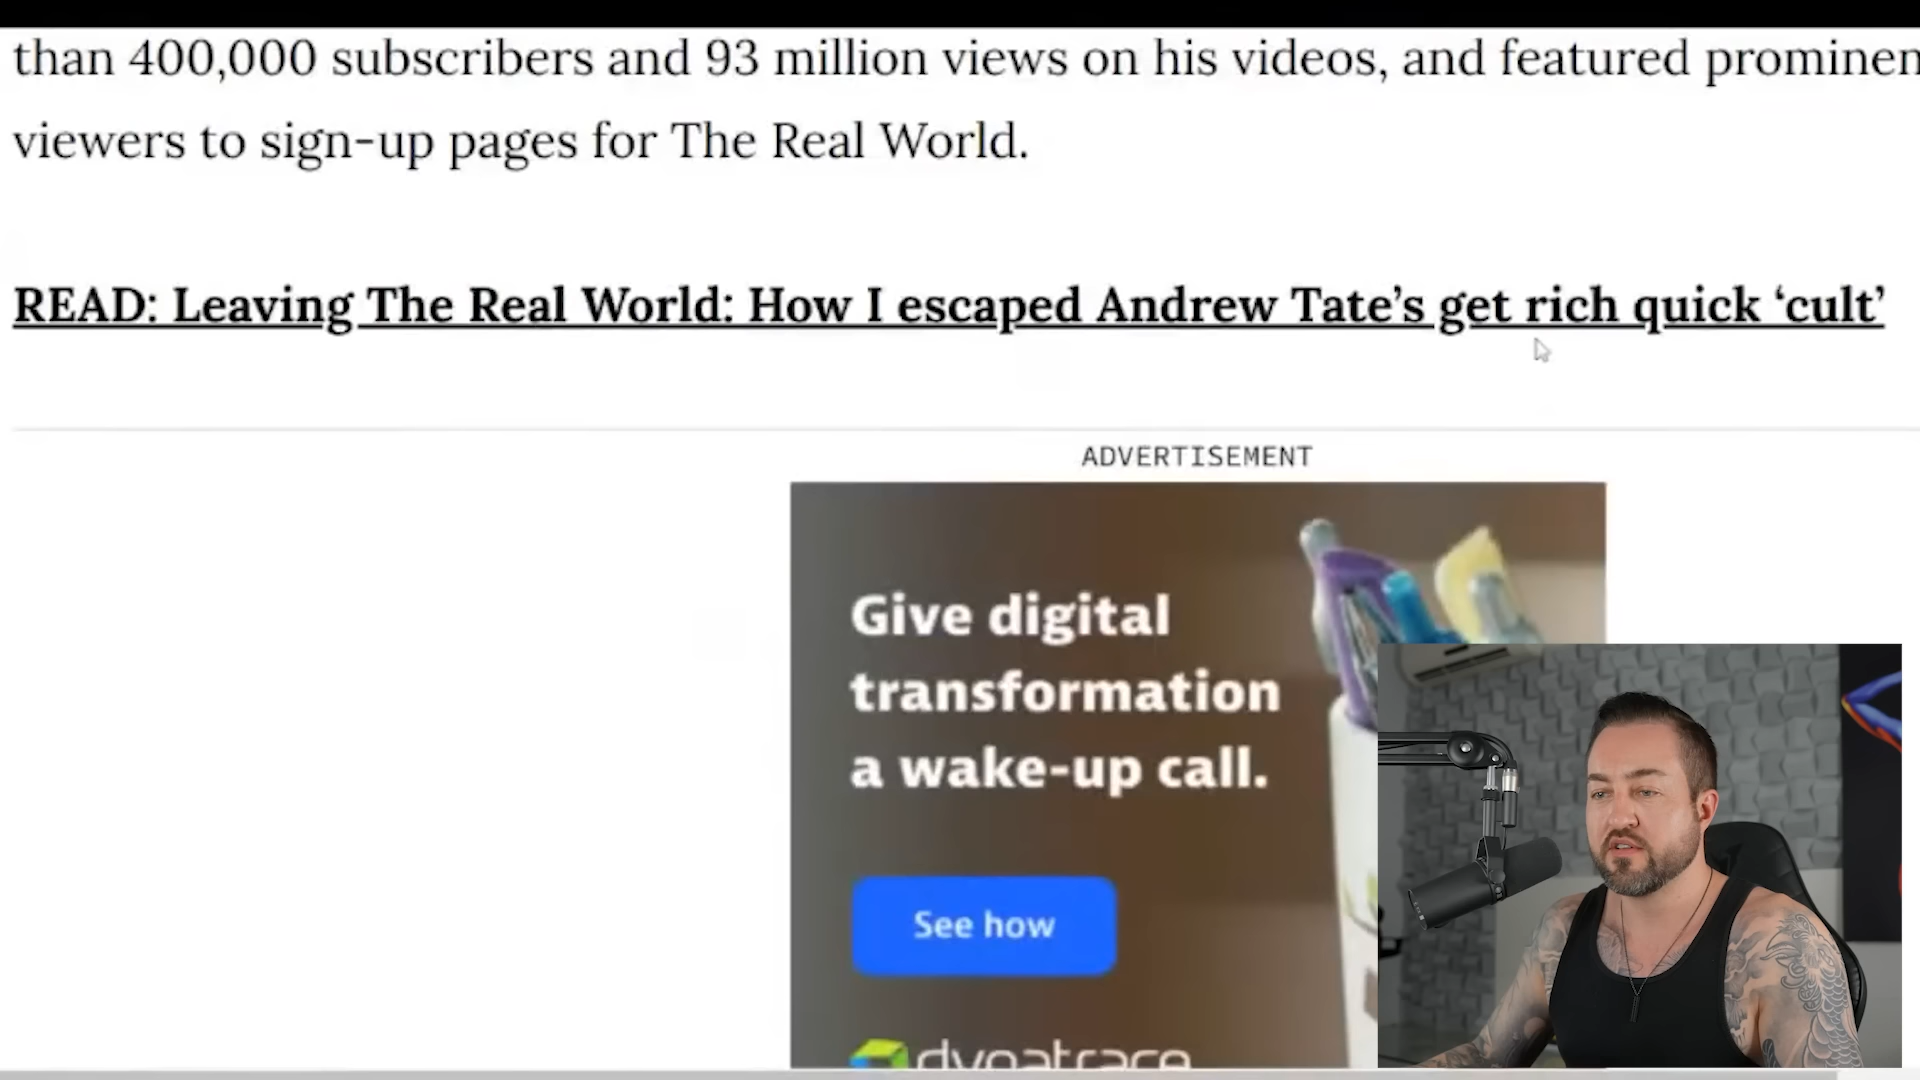 than 400,000 subscribers and 93 million views on his videos, and featured
viewers to sign-up pages for The Real World.
READ: Leaving The Real World: How I escaped Andrew Tate’s get rich quick ‘cult’
ADVERTISEMENT
Give digital
transformation
a wake-up call.
See how
dynatrace